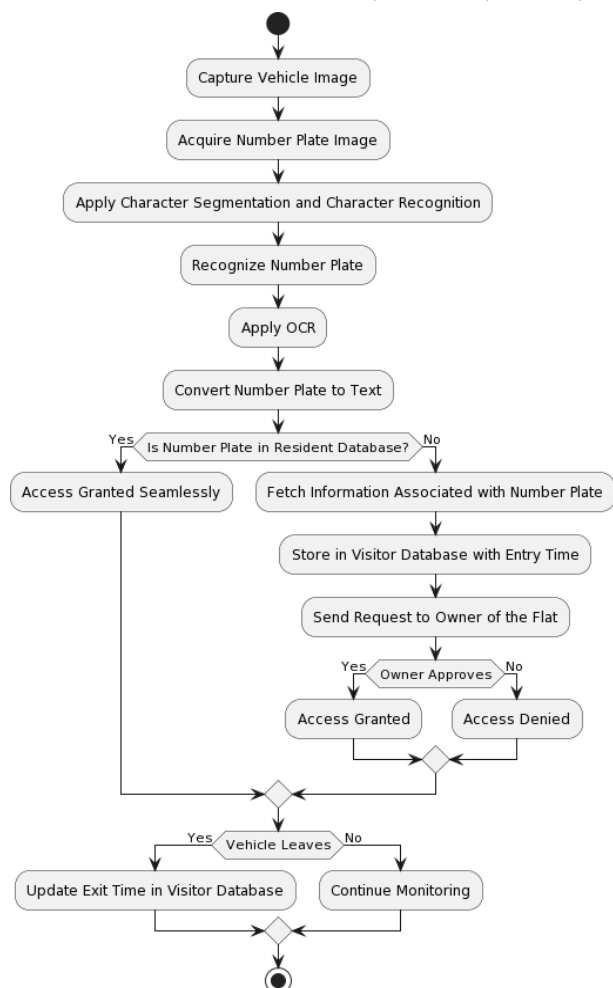 Capture Vehicle Image
Acquire Number Plate Image
Apply Character Segmentation and Character Recognition
Recognize Number Plate
Apply OCR
Convert Number Plate to Text
Yes
Is Number Plate in Resident Database?
No
Access Granted Seamlessly
Fetch Information Associated with Number Plate
Store in Visitor Database with Entry Time
Send Request to Owner of the Flat
Yes
Owner Approves
No
Access Granted
Access Denied
Yes
Vehicle Leaves
No
Update Exit Time in Visitor Database
Continue Monitoring